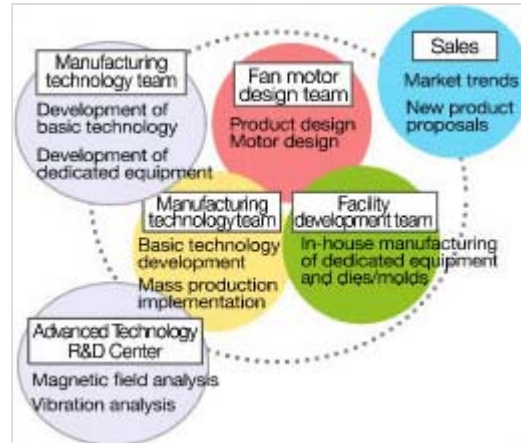 Manufacturing
technology team
Development of
basic technology
Development of
dedicated equipment
Fan motor
design team
Product design
Motor design
Sales
Market trends
New product
proposals
Manufacturing
technology team
Basic technology
development
Mass production
implementation
Facility
development team
In-house manufacturing
of dedicated equipment
and dies/molds
Advanced Technology
R&D Center
Magnetic field analysis
Vibration analysis